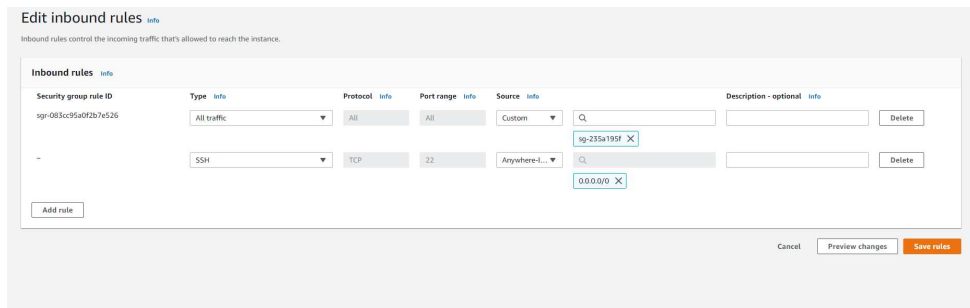 Edit inbound rules Info
Inbound rules control the incoming traffic that's allowed to reach the instance.
Inbound rules Info
Security group rule ID Type Info Protocol Info Port range Info Source Info Description - optional Info
sgr-083cc95a0f2b7e526 All traffic All All Custom Delete
sg-235a195f
– SSH TCP 22 Anywhere-I... Delete
0.0.0.0/0
Add rule
Cancel Preview changes Save rules